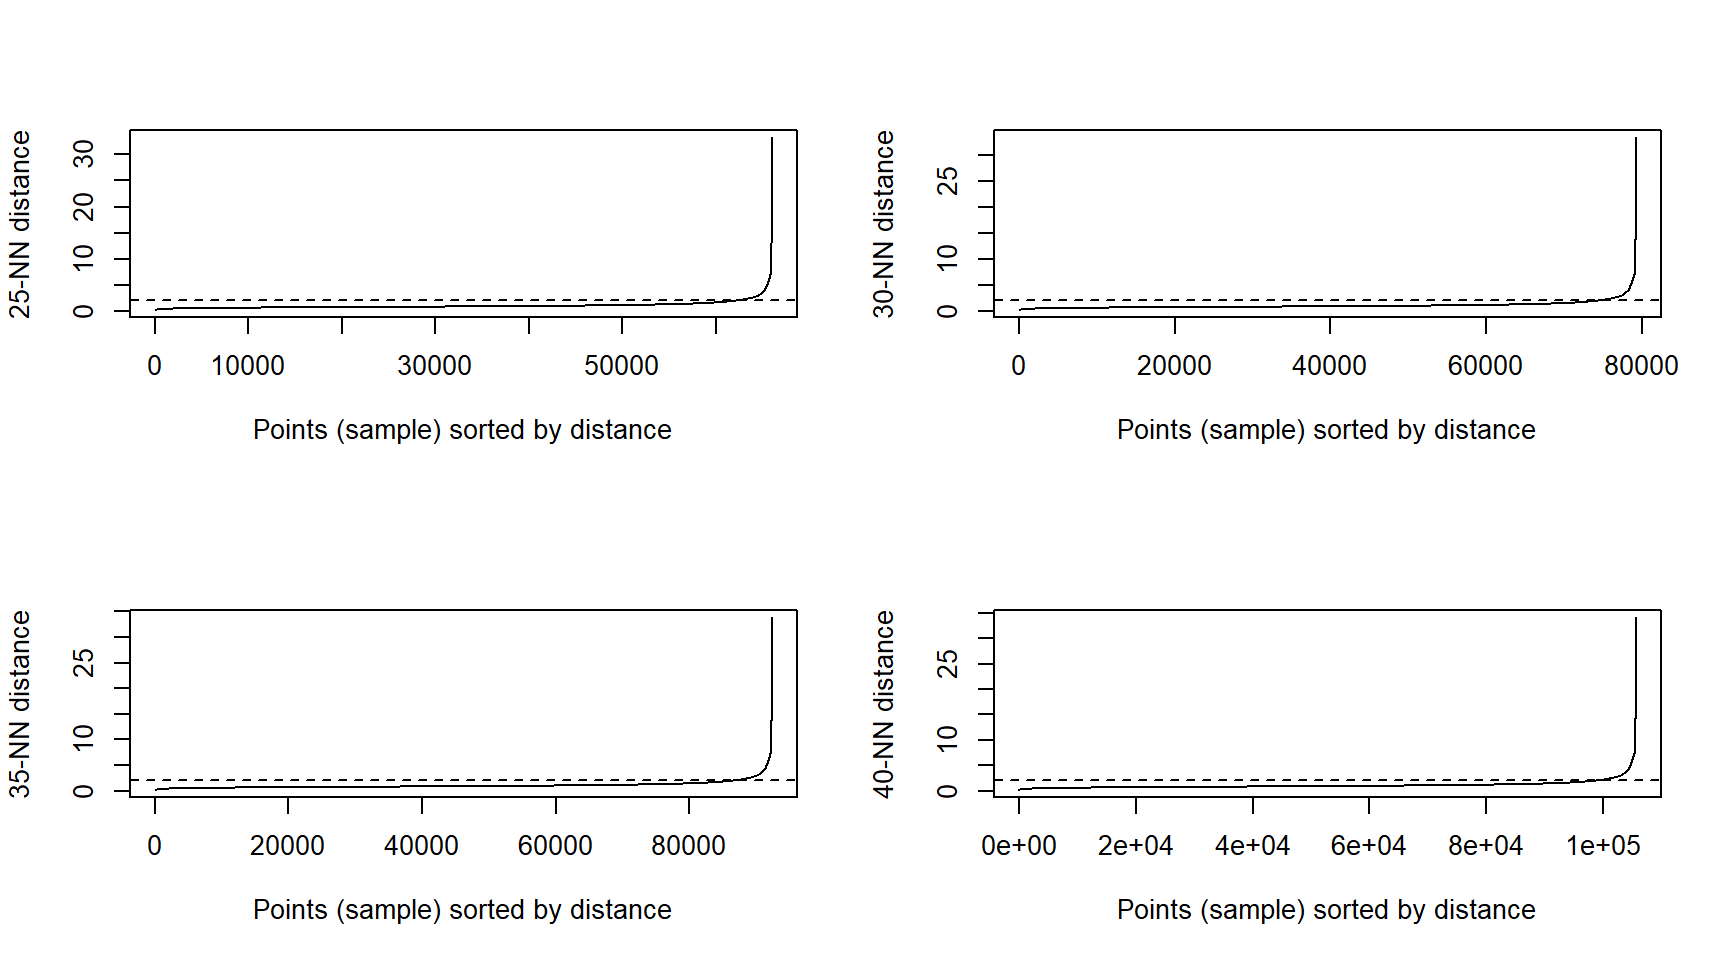 25-NN distance
30
20
10
0
0 10000 30000 50000
Points (sample) sorted by distance
30-NN distance
25
10
0
0 20000 40000 60000 80000
Points (sample) sorted by distance
35-NN distance
25
10
0
0 20000 40000 60000 80000
Points (sample) sorted by distance
40-NN distance
25
10
0
0e+00 2e+04 4e+04 6e+04 8e+04 1e+05
Points (sample) sorted by distance